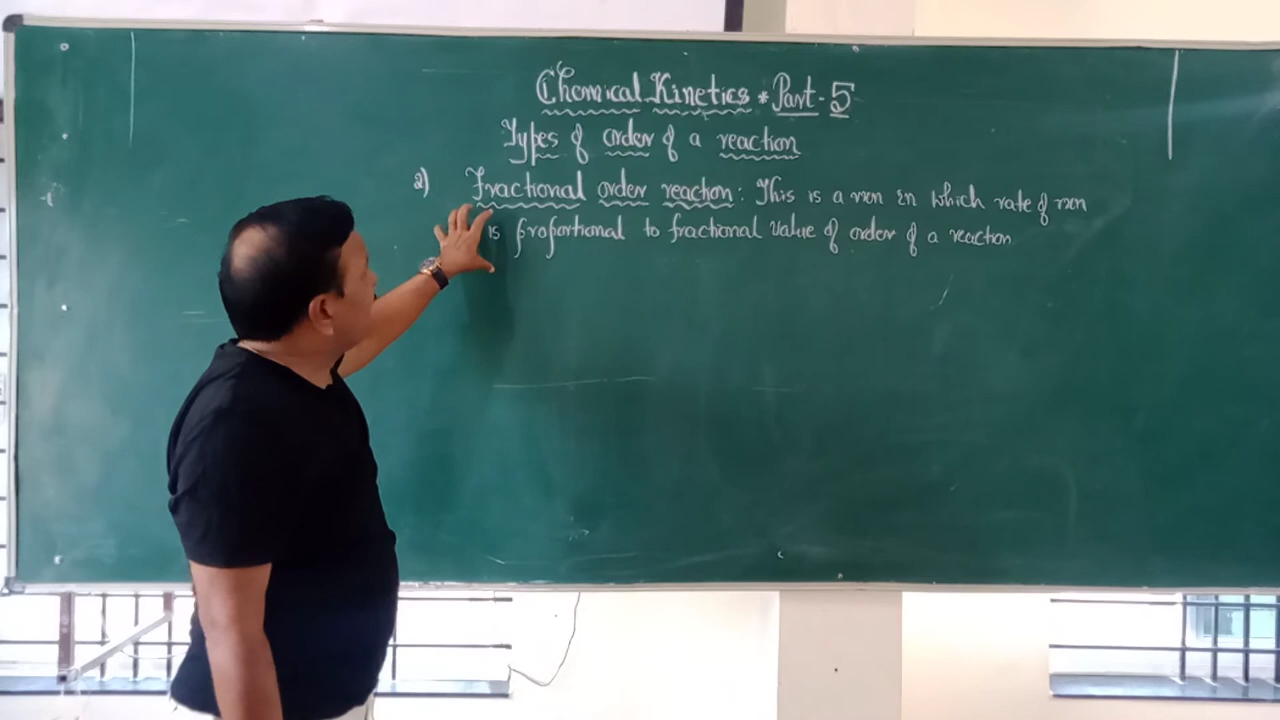 Chemical Kinetics * Part - 5
Types of order of a reaction
2) Fractional order reaction : This is a rxn in which rate of rxn
is proportional to fractional value of order of a reaction